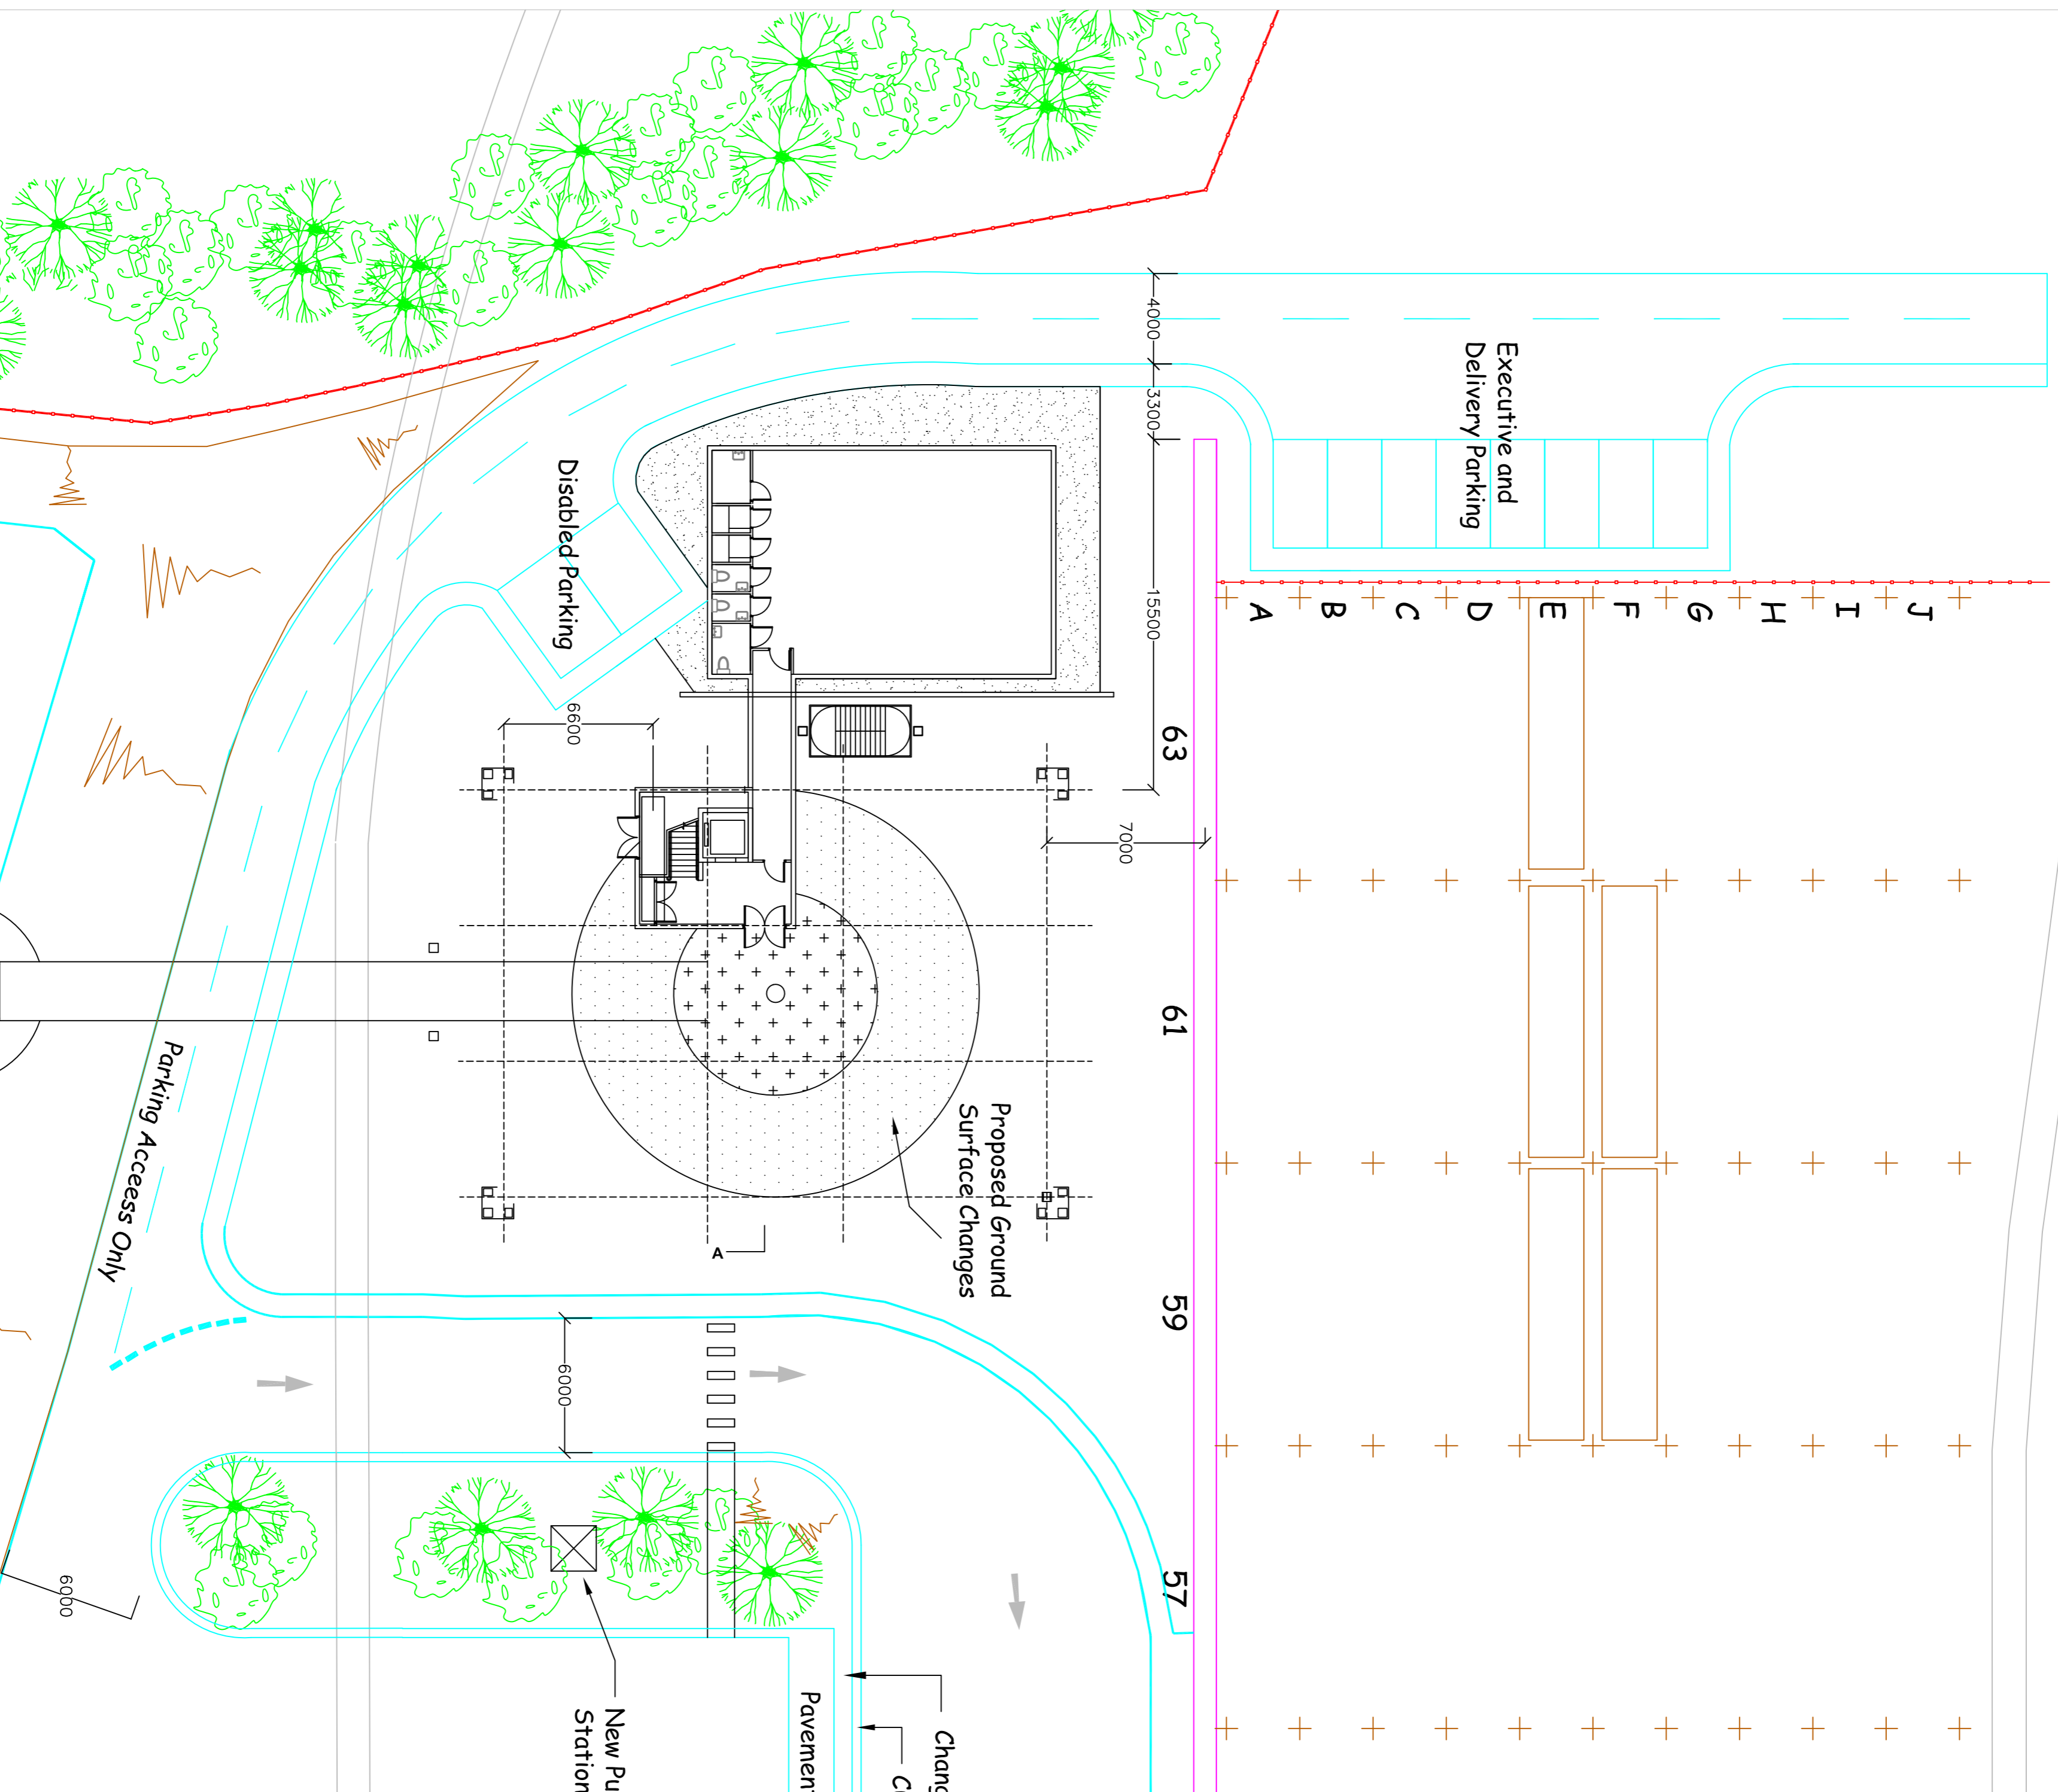 Executive and
Delivery Parking
4000
3300
15500
Disabled Parking
A
B
C
D
E
F
G
H
I
J
6600
63
7000
61
Parking Access Only
Proposed Ground
Surface Changes
A
59
6000
57
6000
New Pu
Station
Pavemen
Chang
C